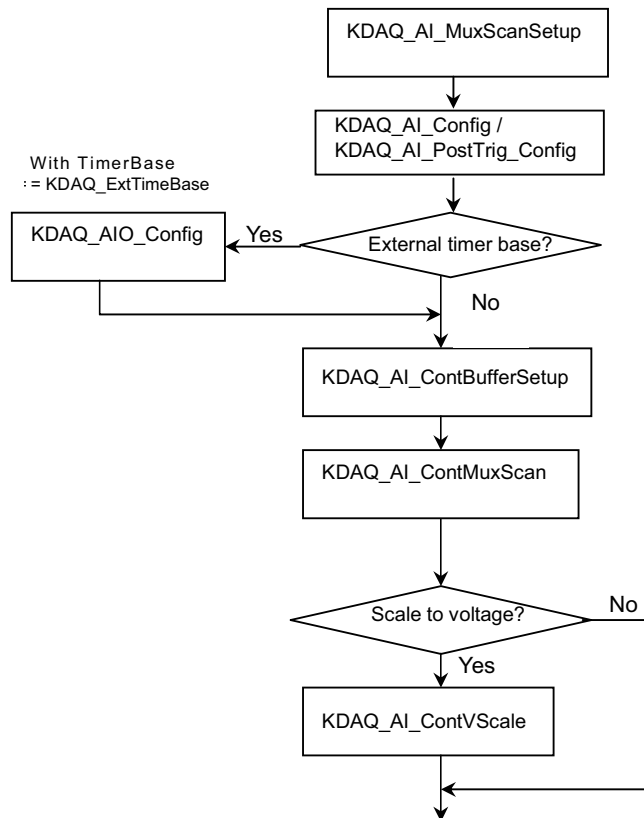 KDAQ_AI_MuxScanSetup
KDAQ_AI_Config /
KDAQ_AI_PostTrig_Config
With TimerBase
:= KDAQ_ExtTimeBase
KDAQ_AIO_Config
Yes
External timer base?
No
KDAQ_AI_ContBufferSetup
KDAQ_AI_ContMuxScan
Scale to voltage?
No
Yes
KDAQ_AI_ContVScale